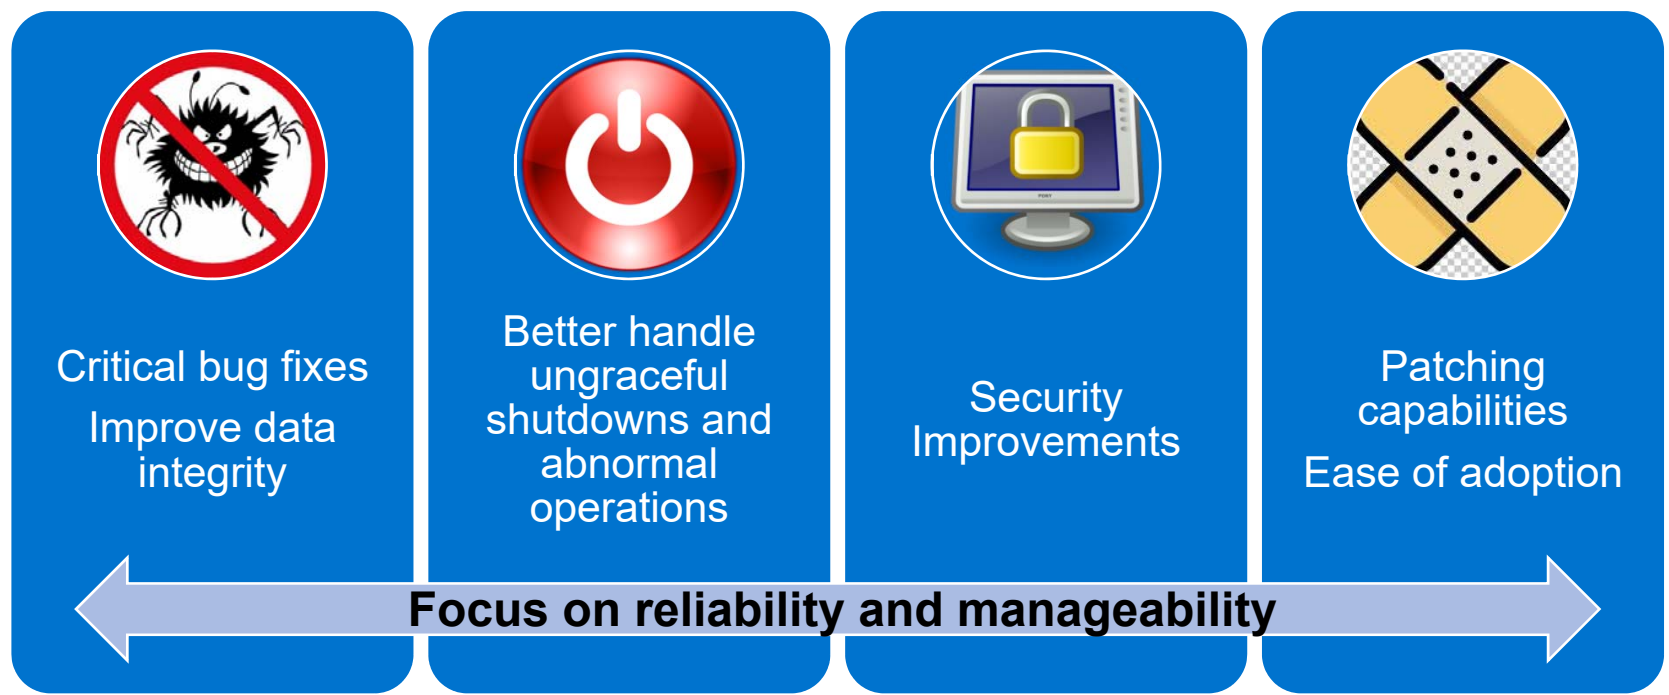 Critical bug fixes
Improve data
integrity
Better handle
ungraceful
shutdowns and
abnormal
operations
Security
Improvements
Patching
capabilities
Ease of adoption
Focus on reliability and manageability